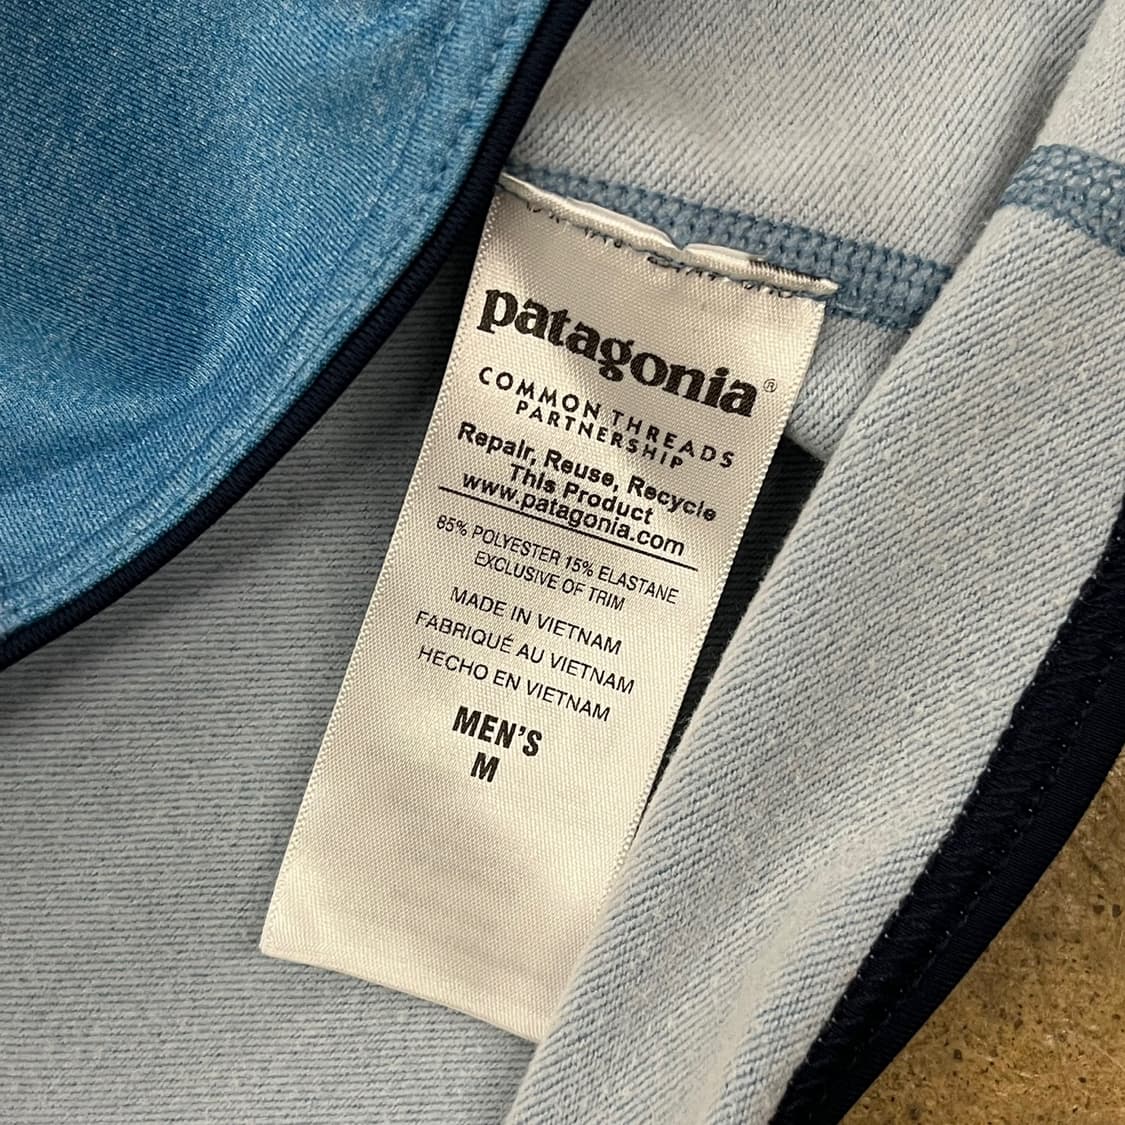 patagonia®
COMMON THREADS
PARTNERSHIP
Repair, Reuse, Recycle
This Product
www.patagonia.com
85% POLYESTER 15% ELASTANE
EXCLUSIVE OF TRIM
MADE IN VIETNAM
FABRIQUÉ AU VIETNAM
HECHO EN VIETNAM
MEN'S
M